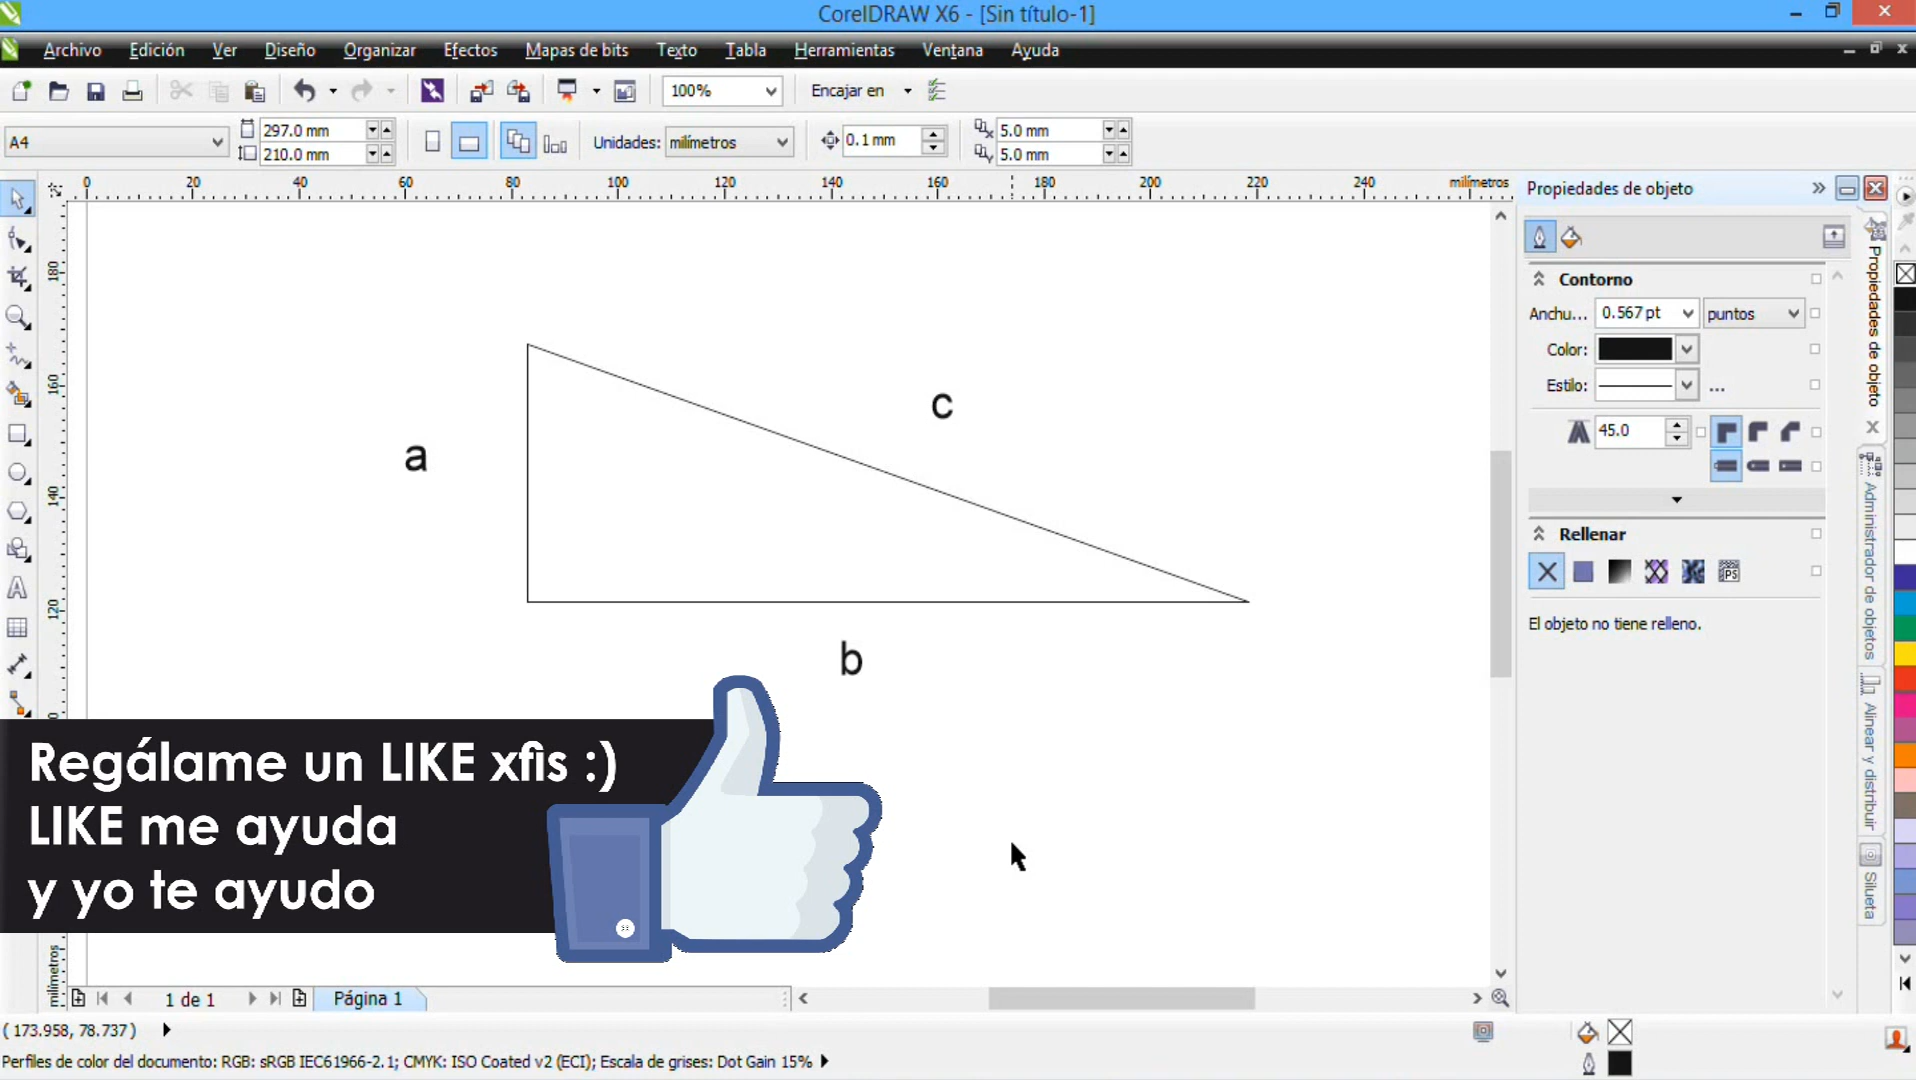 CorelDRAW X6 - [Sin título-1]
Archivo Edición Ver Diseño Organizar Efectos Mapas de bits Texto Tabla Herramientas Ventana Ayuda
100% Encajar en
A4 297.0 mm 210.0 mm Unidades: milímetros 0.1 mm 5.0 mm 5.0 mm
0 20 40 60 80 100 120 140 160 180 200 220 240 milímetros
180
160
140
120
milímetros
a
c
b
Regálame un LIKE xfis :)
LIKE me ayuda
y yo te ayudo
Propiedades de objeto
Contorno
Anchu... 0.567 pt puntos
Color:
Estilo: ...
45.0
Rellenar
PS
El objeto no tiene relleno.
Propiedades de objeto
Administrador de objetos
Alinear y distribuir
Silueta
1 de 1 Página 1
( 173.958, 78.737 )
Perfiles de color del documento: RGB: sRGB IEC61966-2.1; CMYK: ISO Coated v2 (ECI); Escala de grises: Dot Gain 15%